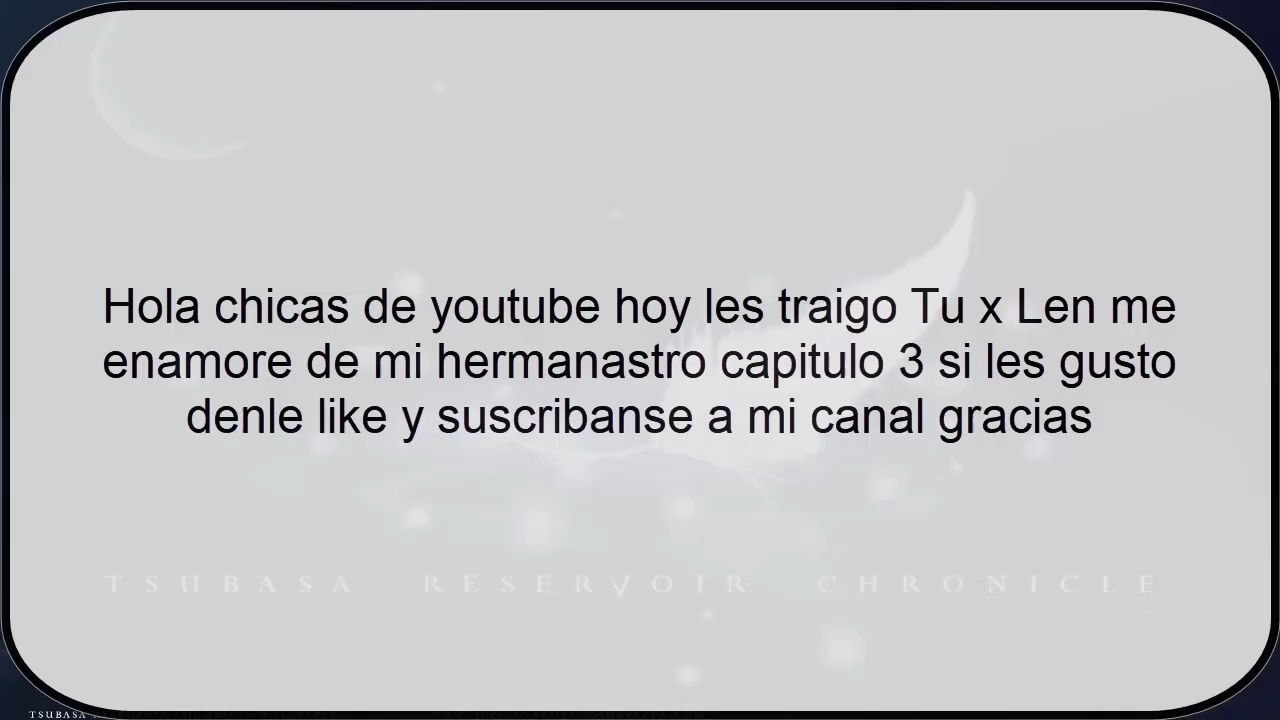 Hola chicas de youtube hoy les traigo Tu x Len me
enamore de mi hermanastro capitulo 3 si les gusto
denle like y suscribanse a mi canal gracias
TSUBASA RESERVOIR CHRONICLE
TSUBASA